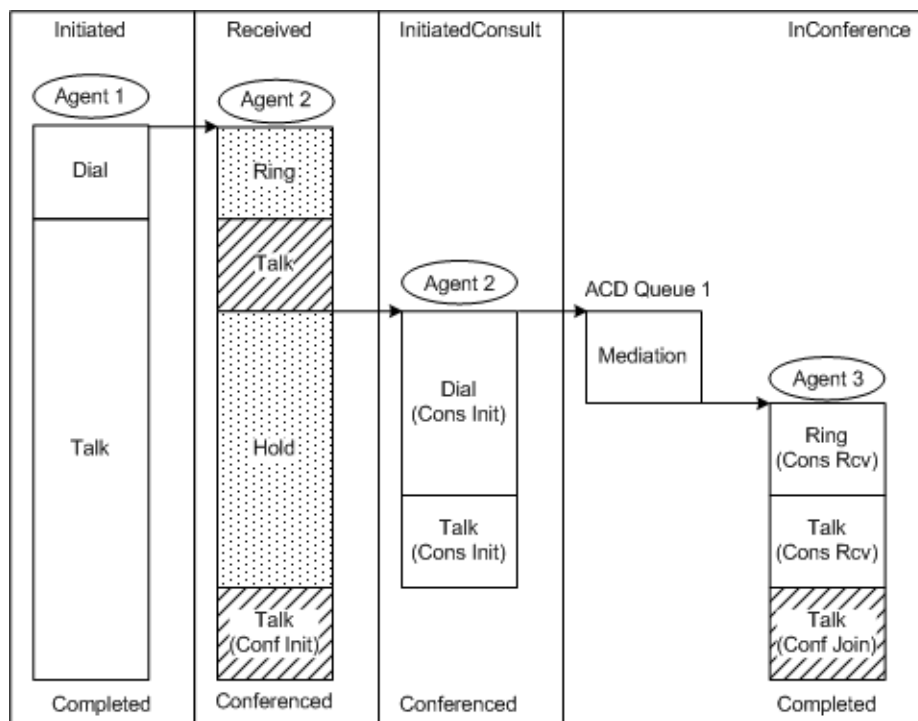 Initiated
Received
InitiatedConsult
InConference
Agent 1
Agent 2
Dial
Ring
Talk
Agent 2
ACD Queue 1
Mediation
Agent 3
Dial
(Cons Init)
Talk
Hold
Ring
(Cons Rcv)
Talk
(Cons Init)
Talk
(Cons Rcv)
Talk
(Conf Init)
Talk
(Conf Join)
Completed
Conferenced
Conferenced
Completed